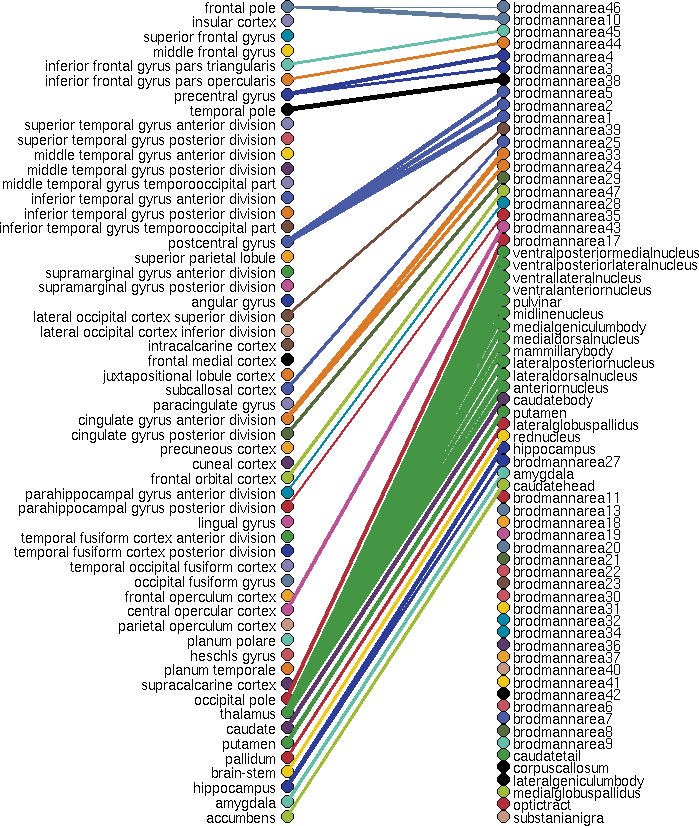 frontal pole
insular cortex
superior frontal gyrus
middle frontal gyrus
inferior frontal gyrus pars triangularis
inferior frontal gyrus pars opercularis
precentral gyrus
temporal pole
superior temporal gyrus anterior division
superior temporal gyrus posterior division
middle temporal gyrus anterior division
middle temporal gyrus posterior division
middle temporal gyrus temporooccipital part
inferior temporal gyrus anterior division
inferior temporal gyrus posterior division
inferior temporal gyrus temporooccipital part
postcentral gyrus
superior parietal lobule
supramarginal gyrus anterior division
supramarginal gyrus posterior division
angular gyrus
lateral occipital cortex superior division
lateral occipital cortex inferior division
intracalcarine cortex
frontal medial cortex
juxtapositional lobule cortex
subcallosal cortex
paracingulate gyrus
cingulate gyrus anterior division
cingulate gyrus posterior division
precuneous cortex
cuneal cortex
frontal orbital cortex
parahippocampal gyrus anterior division
parahippocampal gyrus posterior division
lingual gyrus
temporal fusiform cortex anterior division
temporal fusiform cortex posterior division
temporal occipital fusiform cortex
occipital fusiform gyrus
frontal operculum cortex
central opercular cortex
parietal operculum cortex
planum polare
heschls gyrus
planum temporale
supracalcarine cortex
occipital pole
thalamus
caudate
putamen
pallidum
brain-stem
hippocampus
amygdala
accumbens
brodmannarea46
brodmannarea10
brodmannarea45
brodmannarea44
brodmannarea4
brodmannarea3
brodmannarea38
brodmannarea5
brodmannarea2
brodmannarea1
brodmannarea39
brodmannarea25
brodmannarea33
brodmannarea24
brodmannarea29
brodmannarea47
brodmannarea28
brodmannarea35
brodmannarea43
brodmannarea17
ventralposteriormedialnucleus
ventralposteriorlateralnucleus
ventrallateralnucleus
ventralanteriornucleus
pulvinar
midlinenucleus
medialgeniculumbody
medialdorsalnucleus
mammillarybody
lateralposteriornucleus
lateraldorsalnucleus
anteriornucleus
caudatebody
putamen
lateralglobuspallidus
rednucleus
hippocampus
brodmannarea27
amygdala
caudatehead
brodmannarea11
brodmannarea13
brodmannarea18
brodmannarea19
brodmannarea20
brodmannarea21
brodmannarea22
brodmannarea23
brodmannarea30
brodmannarea31
brodmannarea32
brodmannarea34
brodmannarea36
brodmannarea37
brodmannarea40
brodmannarea41
brodmannarea42
brodmannarea6
brodmannarea7
brodmannarea8
brodmannarea9
caudatetail
corpuscallosum
lateralgeniculumbody
medialglobuspallidus
optictract
substanianigra